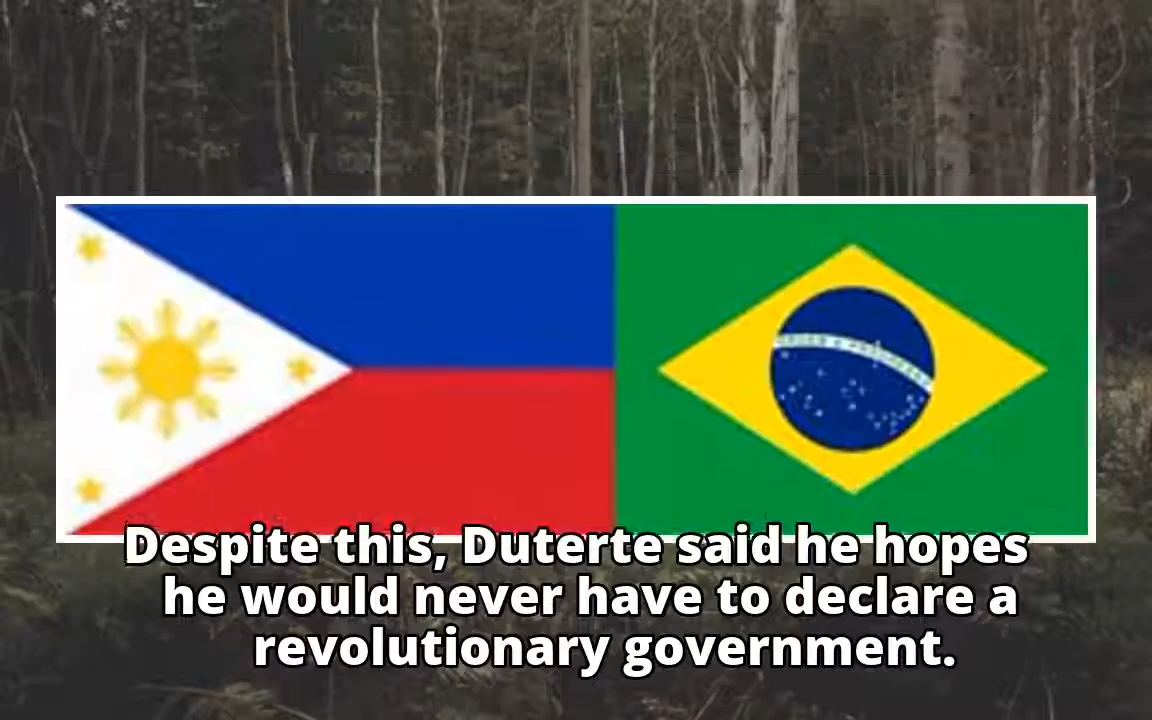 Despite this, Duterte said he hopes
he would never have to declare a
revolutionary government.